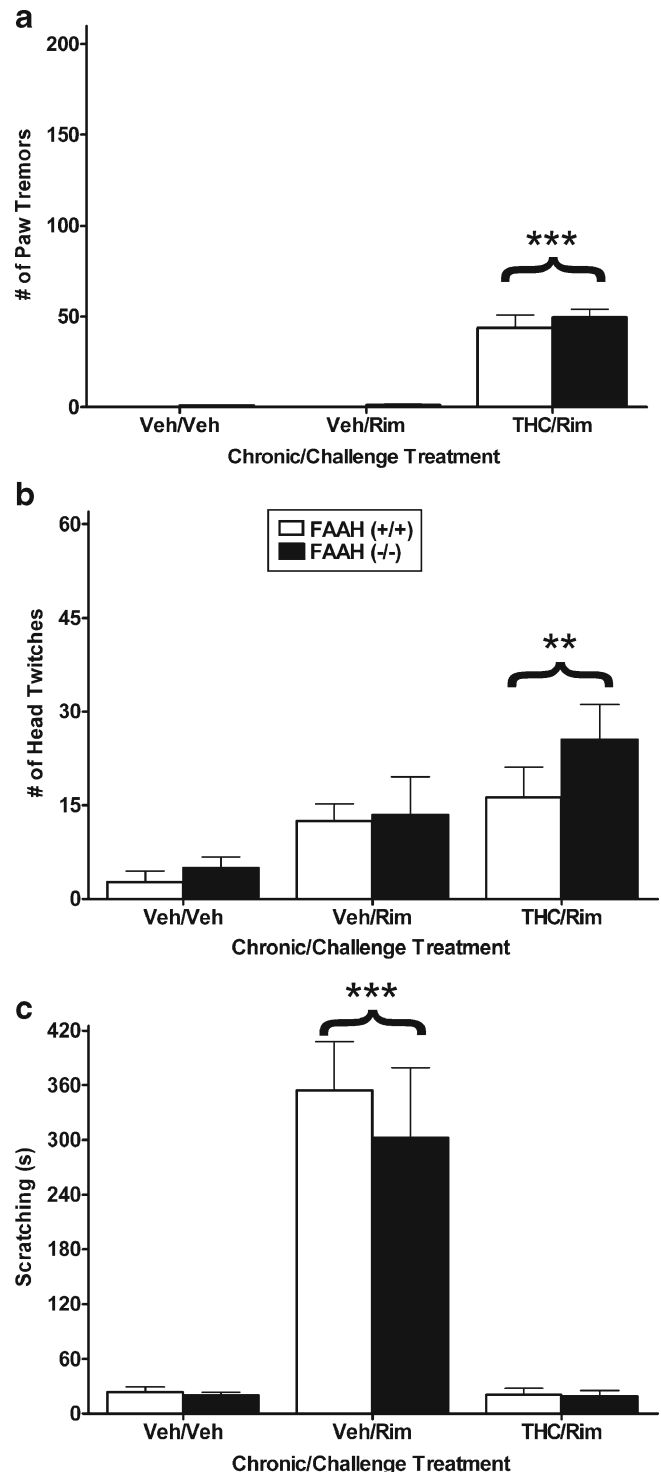 a
200
150
100
50
0
# of Paw Tremors
***
Veh/Veh Veh/Rim THC/Rim
Chronic/Challenge Treatment
b
60
45
30
15
0
# of Head Twitches
FAAH (+/+)
FAAH (-/-)
**
Veh/Veh Veh/Rim THC/Rim
Chronic/Challenge Treatment
c
420
360
300
240
180
120
60
0
Scratching (s)
***
Veh/Veh Veh/Rim THC/Rim
Chronic/Challenge Treatment